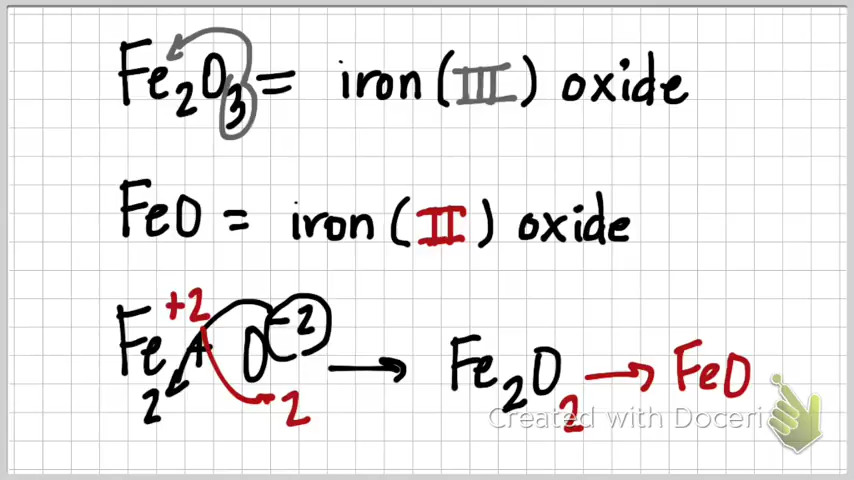 Fe₂O₃ = iron (III) oxide
FeO = iron (II) oxide
Fe⁺² O⁻² → Fe₂O₂ → FeO
2 2
Created with Doceri